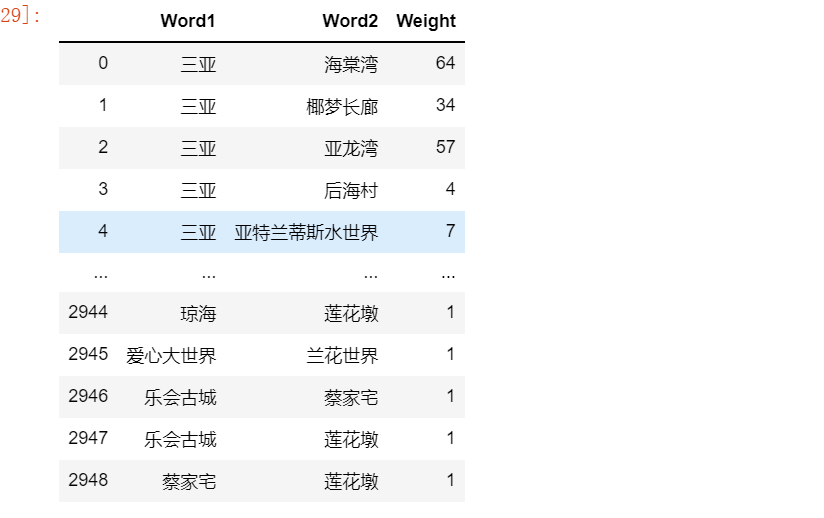 29]:
Word1 Word2 Weight
0 三亚 海棠湾 64
1 三亚 椰梦长廊 34
2 三亚 亚龙湾 57
3 三亚 后海村 4
4 三亚 亚特兰蒂斯水世界 7
... ... ... ...
2944 琼海 莲花墩 1
2945 爱心大世界 兰花世界 1
2946 乐会古城 蔡家宅 1
2947 乐会古城 莲花墩 1
2948 蔡家宅 莲花墩 1